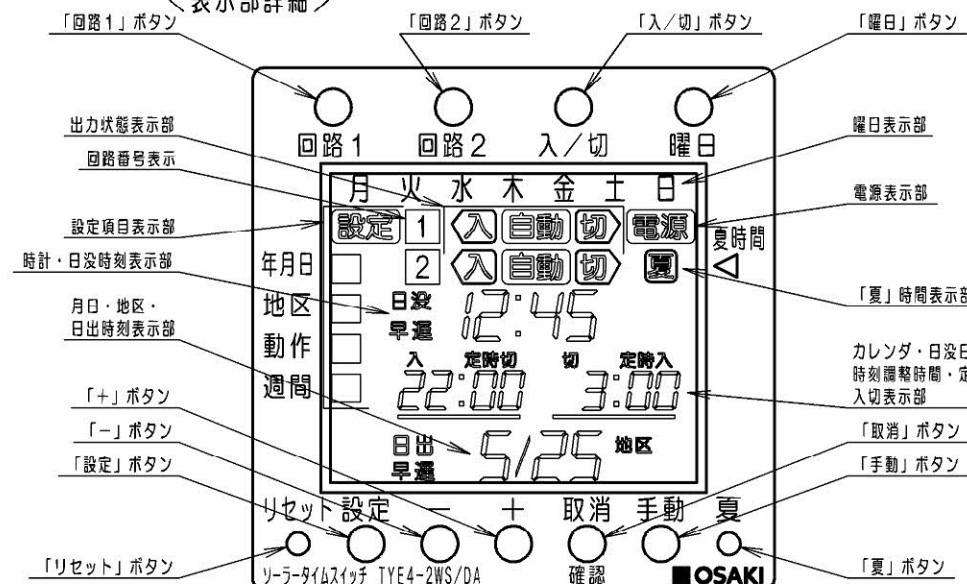 ＜表示部詳細＞
「回路1」ボタン
「回路2」ボタン
「入／切」ボタン
「曜日」ボタン
回路1 回路2 入／切 曜日
出力状態表示部
回路番号表示
設定項目表示部
時計・日没時刻表示部
月日・地区・
日出時刻表示部
「＋」ボタン
「－」ボタン
「設定」ボタン
「リセット」ボタン
月 火 水 木 金 土 日
設定 1 入 自動 切 電源
2 入 自動 切 夏
夏時間
年月日
地区
動作
週間
日没
早遅
12:45
入 定時切 切 定時入
22:00 3:00
日出
早遅
5/25 地区
リセット 設定 － ＋ 取消 手動 夏
確認
ソーラータイムスイッチ TYE4-2WS/DA
OSAKI
曜日表示部
電源表示部
「夏」時間表示部
カレンダ・日没日
時刻調整時間・定
入切表示部
「取消」ボタン
「手動」ボタン
「夏」ボタン